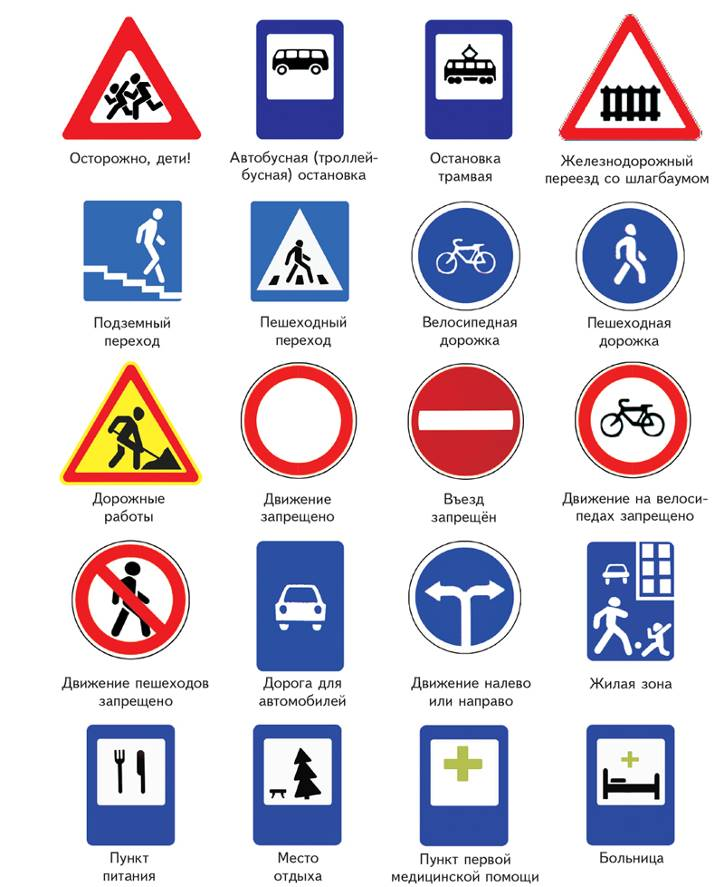 Осторожно, дети!
Автобусная (троллей-
бусная) остановка
Остановка
трамвая
Железнодорожный
переезд со шлагбаумом
Подземный
переход
Пешеходный
переход
Велосипедная
дорожка
Пешеходная
дорожка
Дорожные
работы
Движение
запрещено
Въезд
запрещён
Движение на велоси-
педах запрещено
Движение пешеходов
запрещено
Дорога для
автомобилей
Движение налево
или направо
Жилая зона
Пункт
питания
Место
отдыха
Пункт первой
медицинской помощи
Больница